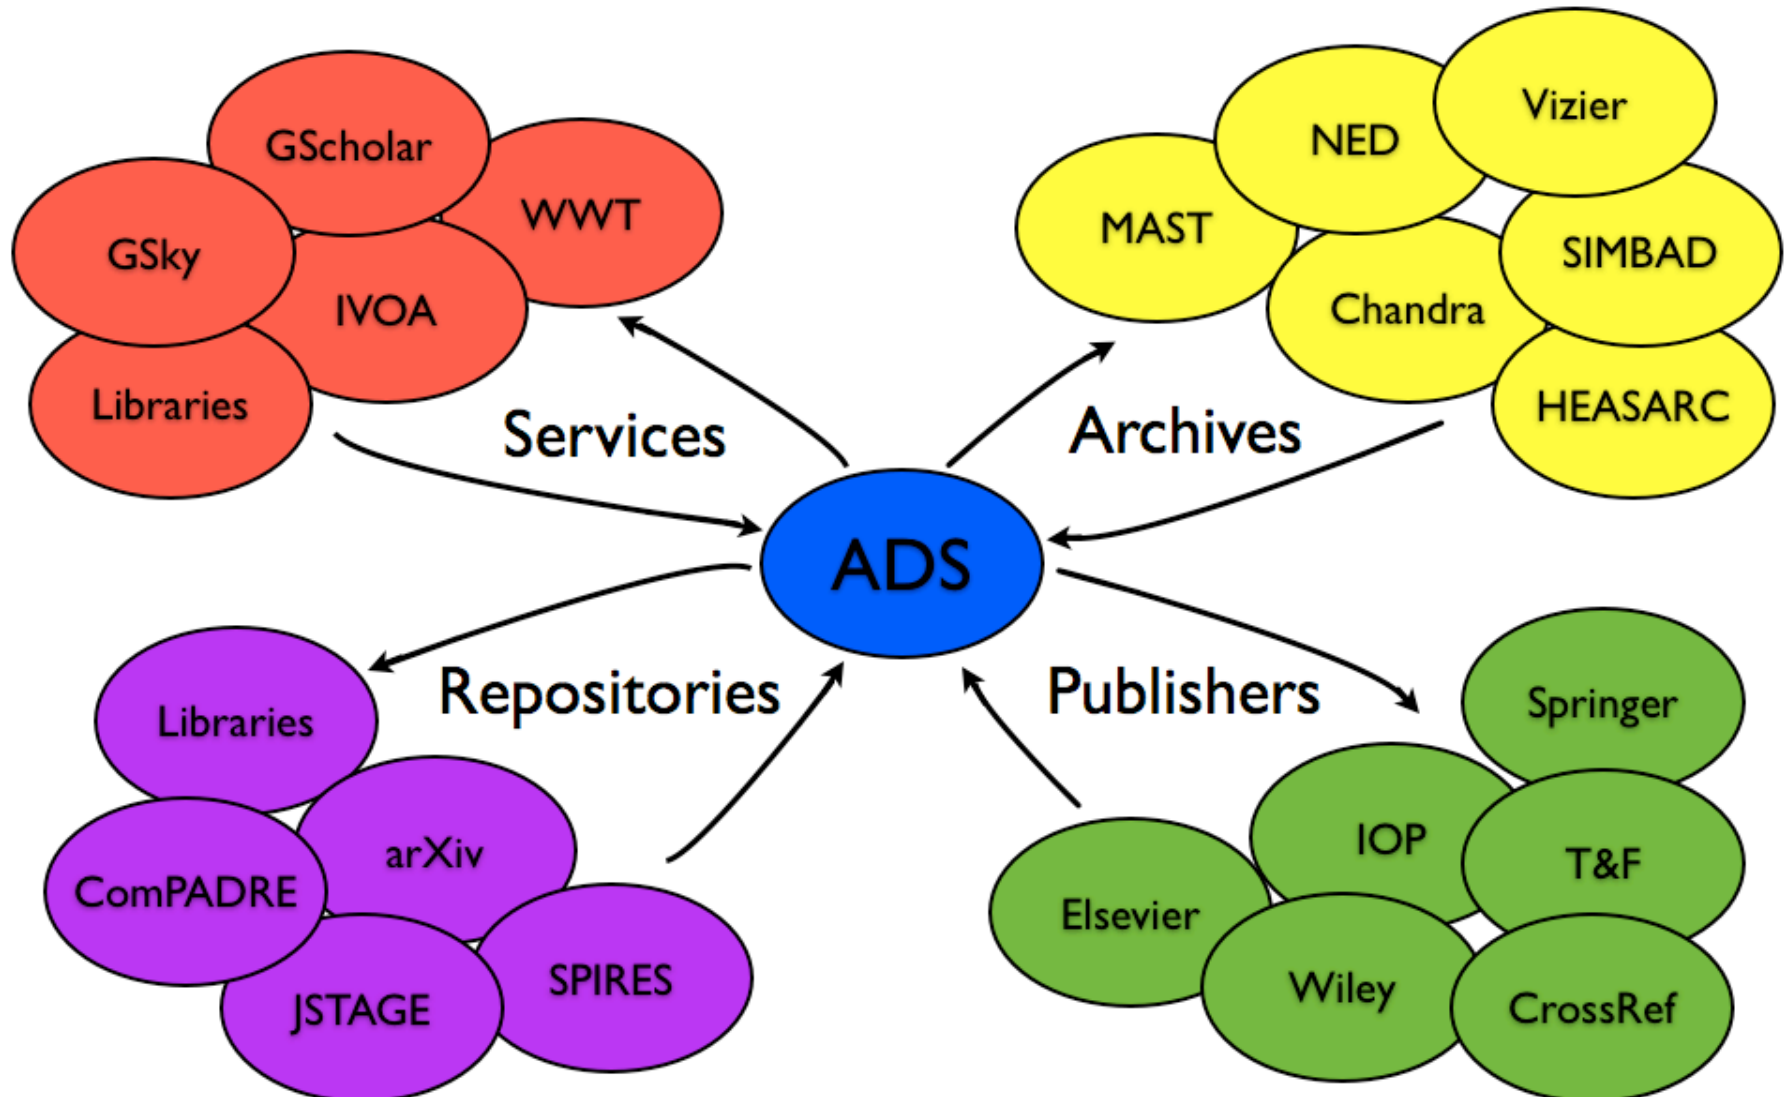 GScholar
WWT
GSky
IVOA
Libraries
Services
Vizier
NED
MAST
SIMBAD
Chandra
HEASARC
Archives
ADS
Repositories
Libraries
arXiv
ComPADRE
SPIRES
JSTAGE
Publishers
Springer
IOP
T&F
Elsevier
Wiley
CrossRef